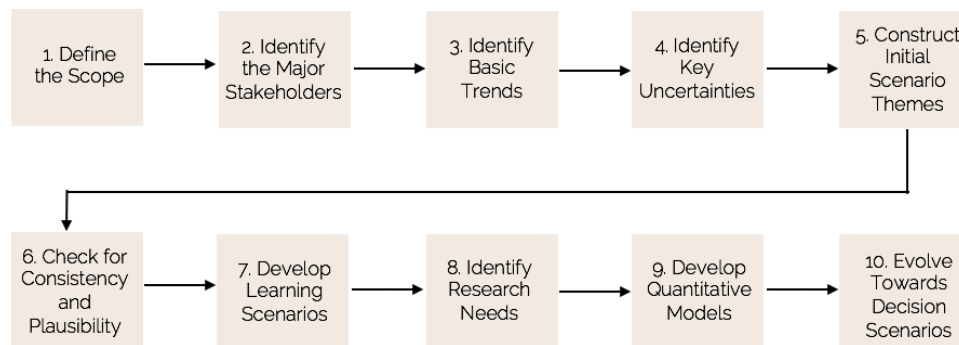 1. Define
the Scope
2. Identify
the Major
Stakeholders
3. Identify
Basic
Trends
4. Identify
Key
Uncertainties
5. Construct
Initial
Scenario
Themes
6. Check for
Consistency
and
Plausibility
7. Develop
Learning
Scenarios
8. Identify
Research
Needs
9. Develop
Quantitative
Models
10. Evolve
Towards
Decision
Scenarios